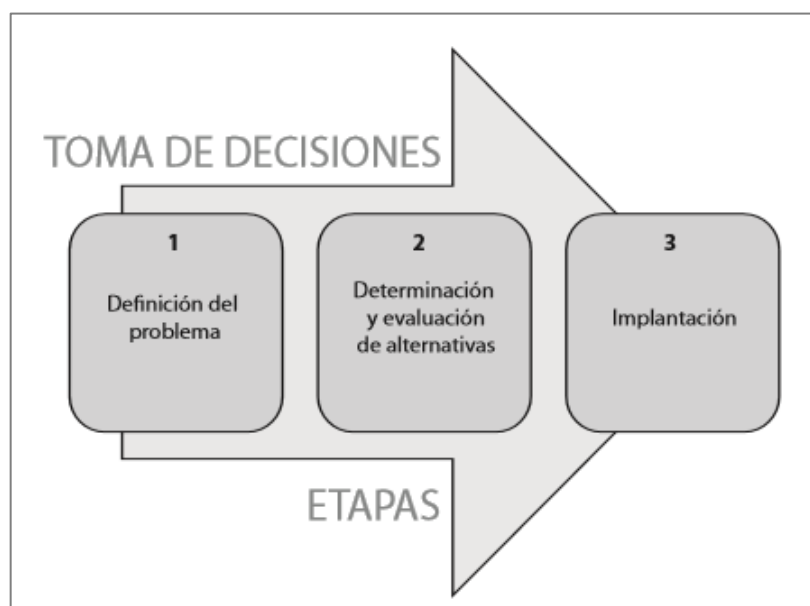 TOMA DE DECISIONES
1
Definición del
problema
2
Determinación
y evaluación
de alternativas
3
Implantación
ETAPAS